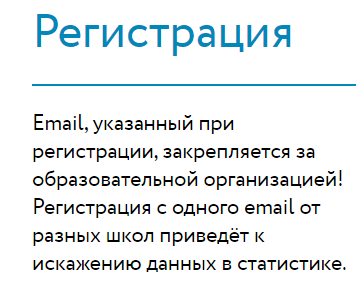 Регистрация
Email, указанный при
регистрации, закрепляется за
образовательной организацией!
Регистрация с одного email от
разных школ приведёт к
искажению данных в статистике.